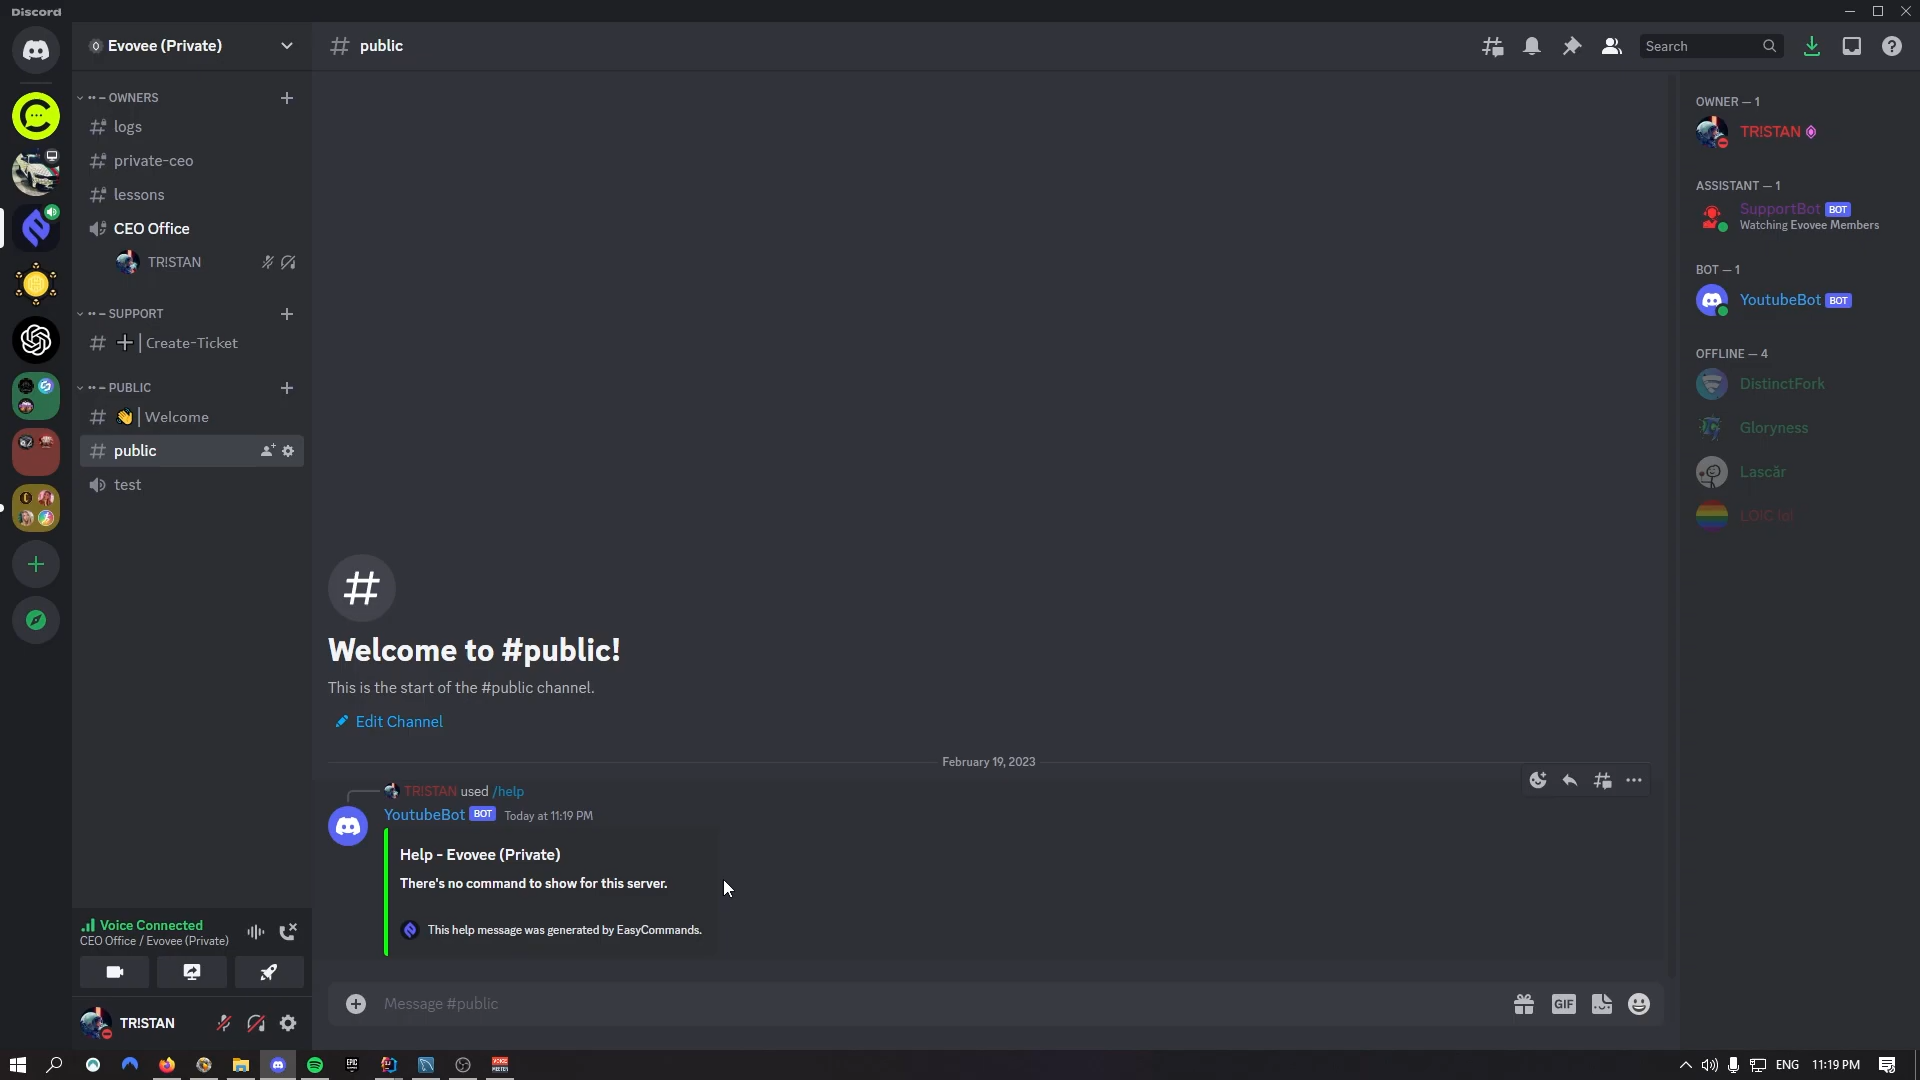 Discord
Evovee (Private)
public
Search
OWNERS
logs
private-ceo
lessons
CEO Office
TR!STAN
SUPPORT
Create-Ticket
PUBLIC
Welcome
public
test
Voice Connected
CEO Office / Evovee (Private)
TR!STAN
Welcome to #public!
This is the start of the #public channel.
Edit Channel
February 19, 2023
TR!STAN used /help
YoutubeBot BOT Today at 11:19 PM
Help - Evovee (Private)
There's no command to show for this server.
This help message was generated by EasyCommands.
Message #public
GIF
OWNER — 1
TR!STAN
ASSISTANT — 1
SupportBot BOT
Watching Evovee Members
BOT — 1
YoutubeBot BOT
OFFLINE — 4
DistinctFork
Gloryness
Lascăr
EPIC
ENG
11:19 PM